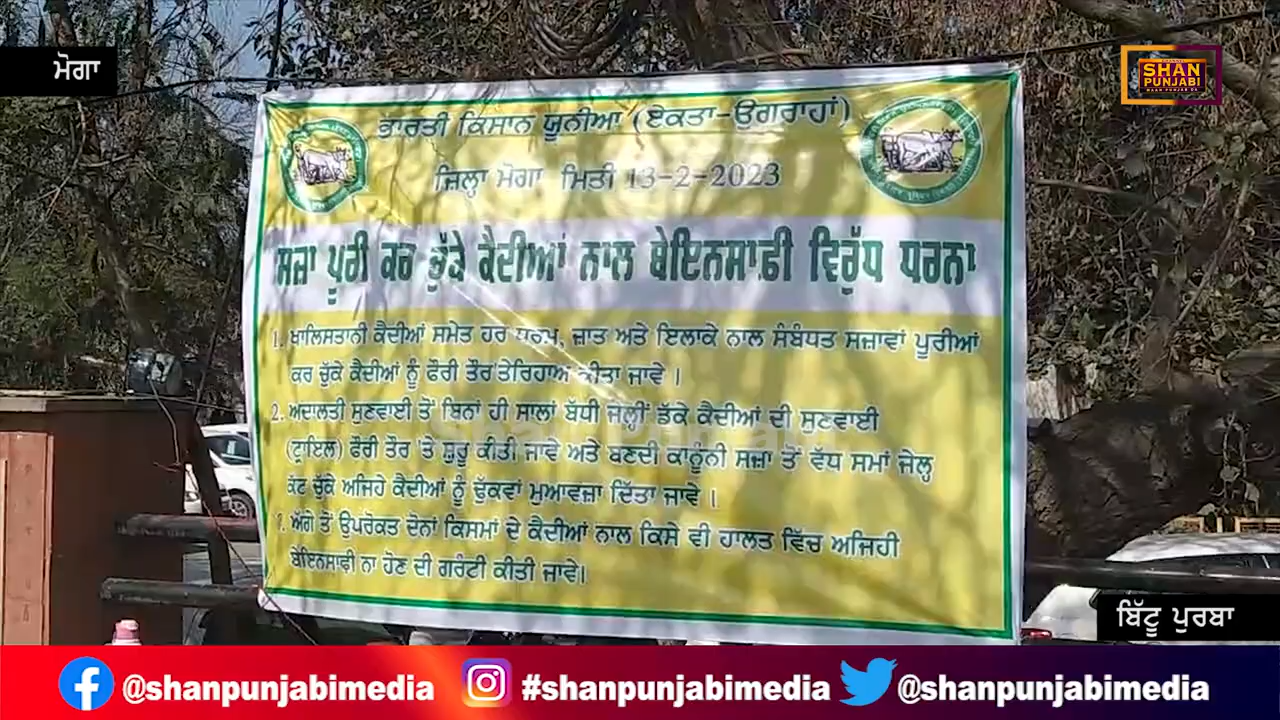 ਮੋਗਾ
SHAN
PUNJABI
ਭਾਰਤੀ ਕਿਸਾਨ ਯੂਨੀਆ (ਏਕਤਾ-ਉਗਰਾਹਾਂ)
ਜ਼ਿਲ੍ਹਾ ਮੋਗਾ ਮਿਤੀ 13-2-2023
ਸਜ਼ਾ ਪੂਰੀ ਕਰ ਚੁੱਕੇ ਕੈਦੀਆਂ ਨਾਲ ਬੇਇਨਸਾਫੀ ਵਿਰੁੱਧ ਧਰਨਾ
1. ਖਾਲਿਸਤਾਨੀ ਕੈਦੀਆਂ ਸਮੇਤ ਹਰ ਧਰਮ, ਜ਼ਾਤ ਅਤੇ ਇਲਾਕੇ ਨਾਲ ਸੰਬੰਧਤ ਸਜ਼ਾਵਾਂ ਪੂਰੀਆਂ
ਕਰ ਚੁੱਕੇ ਕੈਦੀਆਂ ਨੂੰ ਫੌਰੀ ਤੌਰ ਤੇ ਰਿਹਾਅ ਕੀਤਾ ਜਾਵੇ ।
2. ਅਦਾਲਤੀ ਸੁਣਵਾਈ ਤੋਂ ਬਿਨਾਂ ਹੀ ਸਾਲਾਂ ਬੱਧੀ ਜੇਲ੍ਹੀਂ ਡੱਕੇ ਕੈਦੀਆਂ ਦੀ ਸੁਣਵਾਈ
(ਟ੍ਰਾਇਲ) ਫੌਰੀ ਤੌਰ 'ਤੇ ਸ਼ੁਰੂ ਕੀਤੀ ਜਾਵੇ ਅਤੇ ਬਣਦੀ ਕਾਨੂੰਨੀ ਸਜ਼ਾ ਤੋਂ ਵੱਧ ਸਮਾਂ ਜੇਲ੍ਹ
ਕੱਟ ਚੁੱਕੇ ਅਜਿਹੇ ਕੈਦੀਆਂ ਨੂੰ ਢੁੱਕਵਾਂ ਮੁਆਵਜ਼ਾ ਦਿੱਤਾ ਜਾਵੇ ।
ਅੱਗੇ ਤੋਂ ਉਪਰੋਕਤ ਦੋਨਾਂ ਕਿਸਮਾਂ ਦੇ ਕੈਦੀਆਂ ਨਾਲ ਕਿਸੇ ਵੀ ਹਾਲਤ ਵਿੱਚ ਅਜਿਹੀ
ਬੇਇਨਸਾਫੀ ਨਾ ਹੋਣ ਦੀ ਗਰੰਟੀ ਕੀਤੀ ਜਾਵੇ।
Shan Punjabi
ਬਿੱਟੂ ਪੁਰਬਾ
@shanpunjabimedia #shanpunjabimedia @shanpunjabimedia